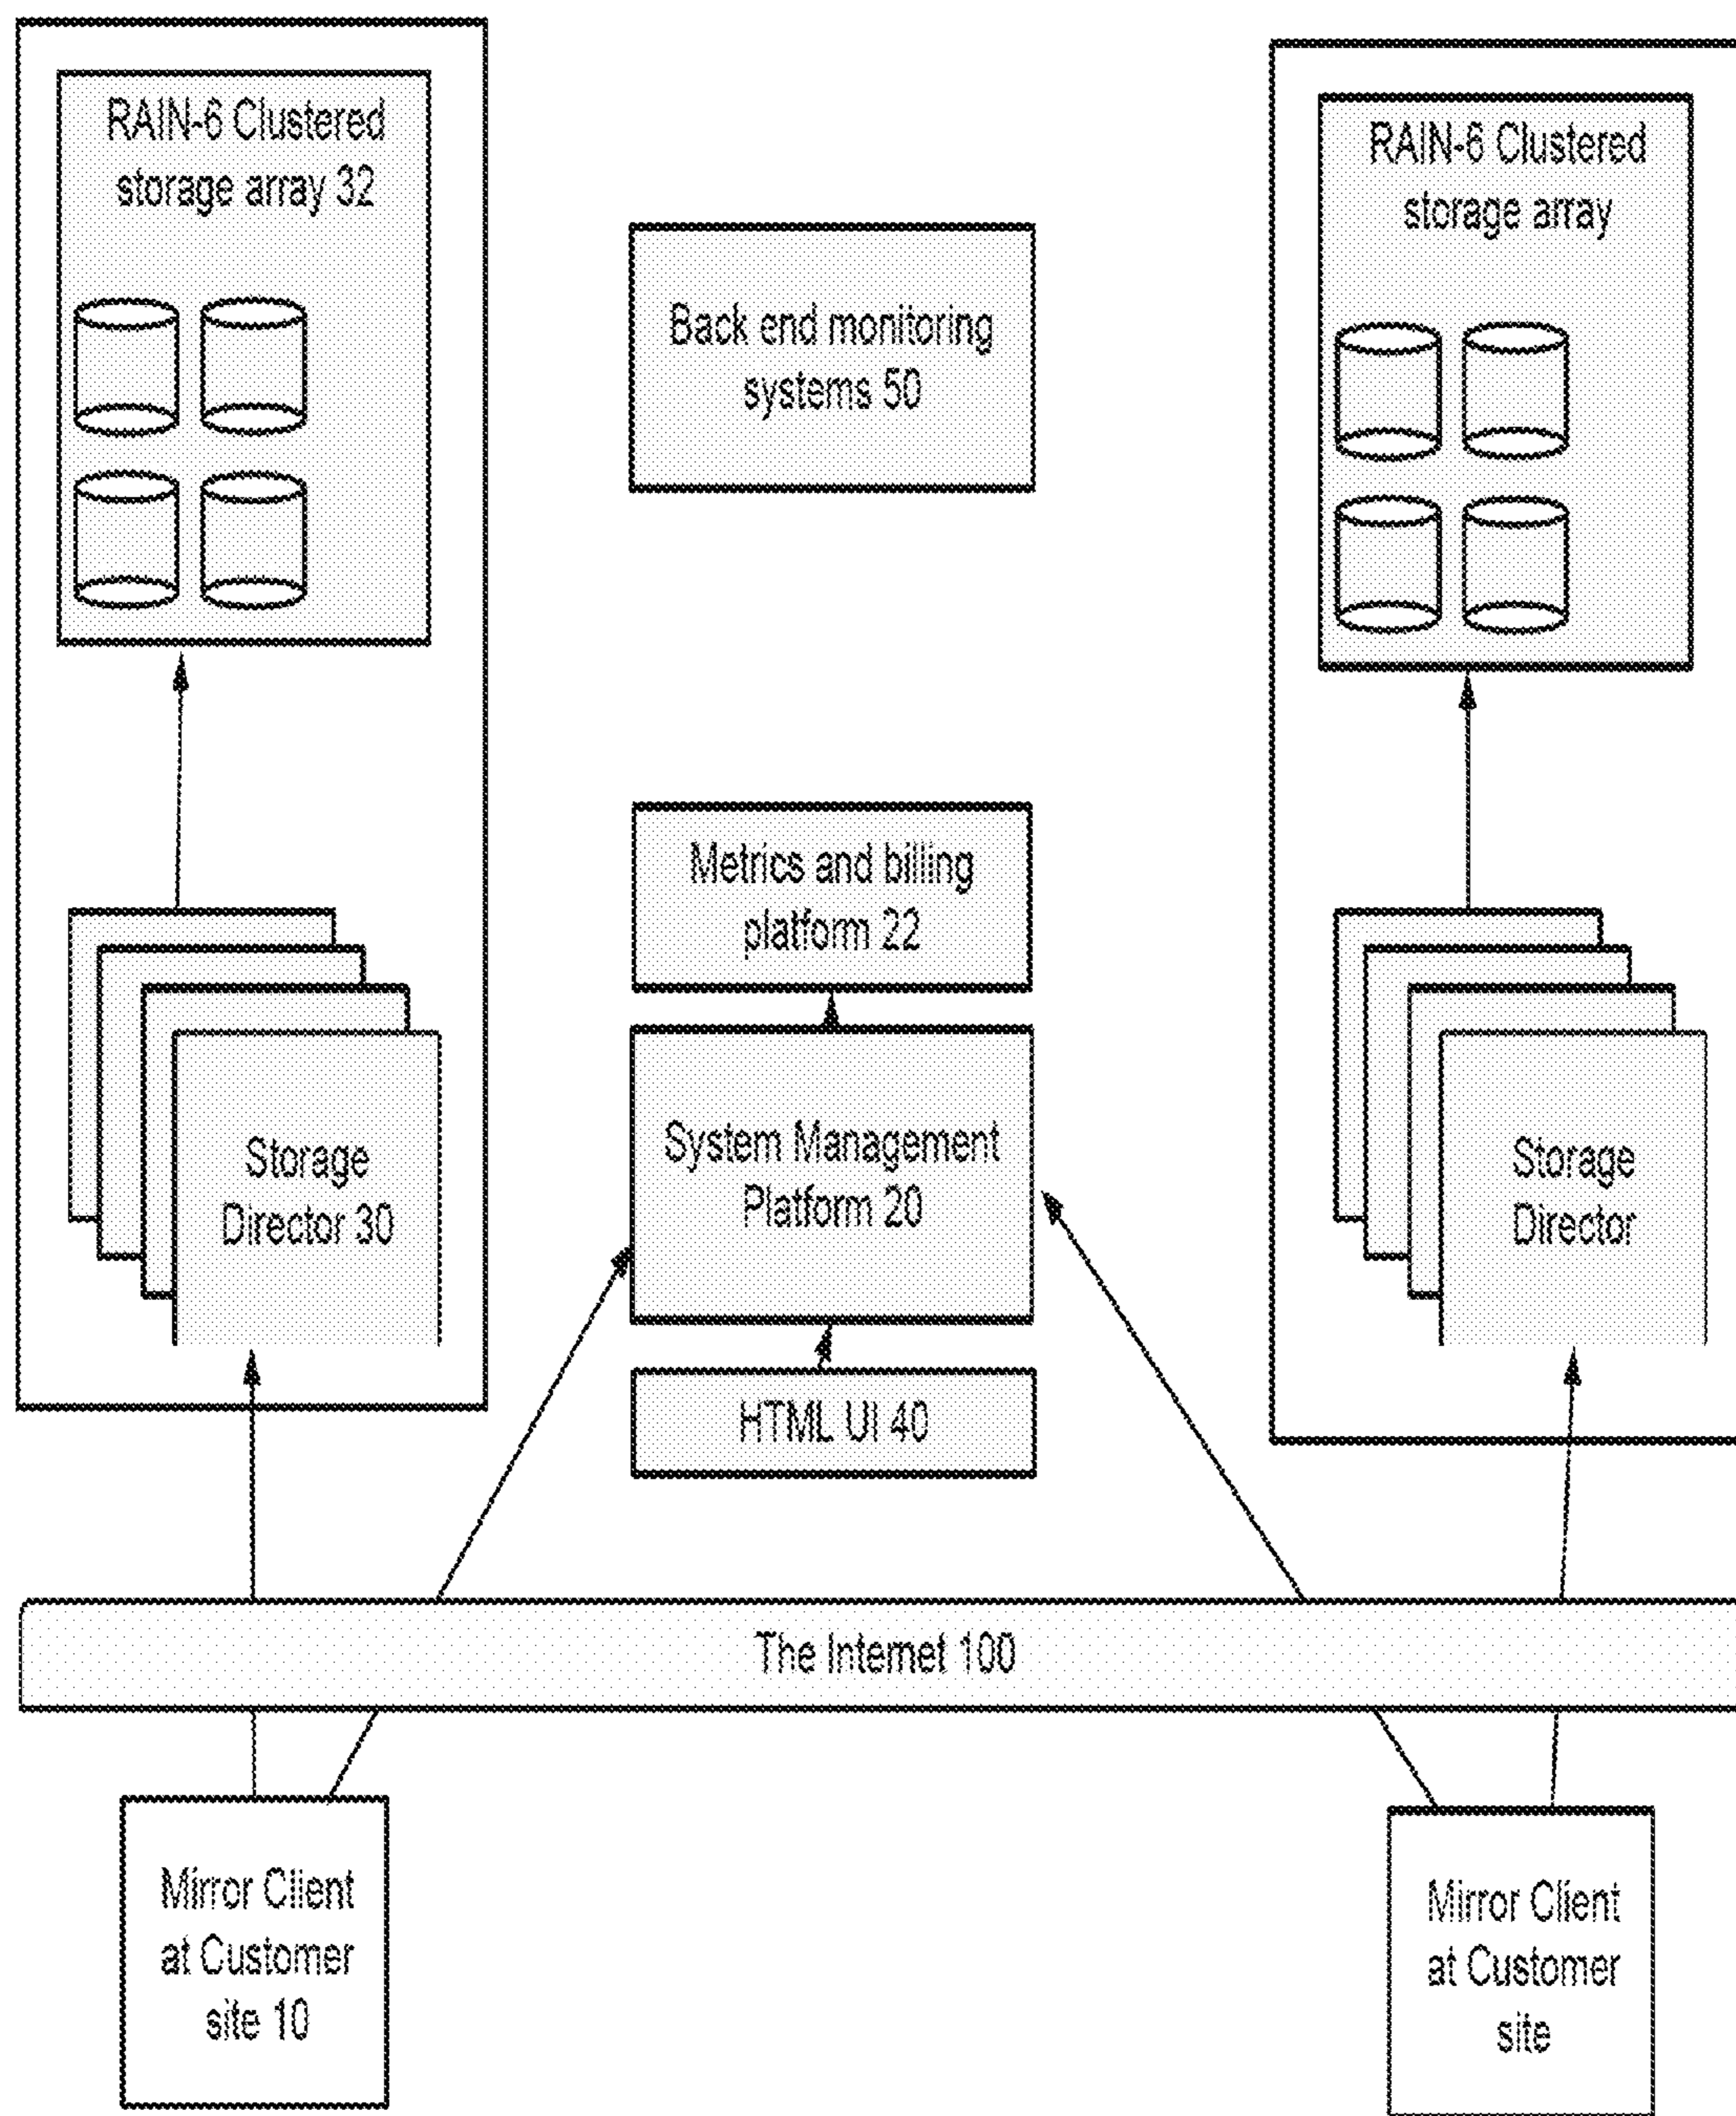 RAIN-6 Clustered
storage array 32
RAIN-6 Clustered
storage array
Back end monitoring
systems 50
Metrics and billing
platform 22
Storage
Director 30
System Management
Platform 20
Storage
Director
HTML UI 40
The Internet 100
Mirror Client
at Customer
site 10
Mirror Client
at Customer
site